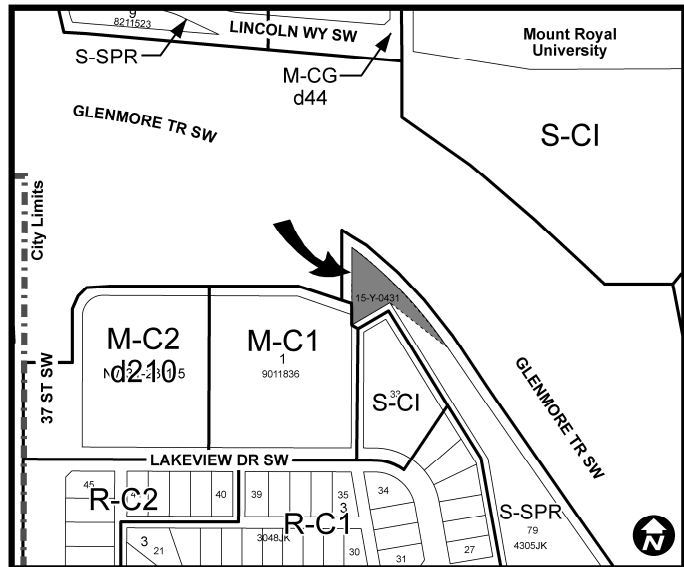 9
8211523
LINCOLN WY SW
S-SPR
M-CG
d44
Mount Royal
University
GLENMORE TR SW
S-CI
City Limits
15-Y-0431
M-C2
d210
M-C1
1
9011836
37 ST SW
S-CI
GLENMORE TR SW
LAKEVIEW DR SW
45
R-C2
40
39
35
3
34
R-C1
S-SPR
79
4305JK
3
21
3048JK
30
31
27
N